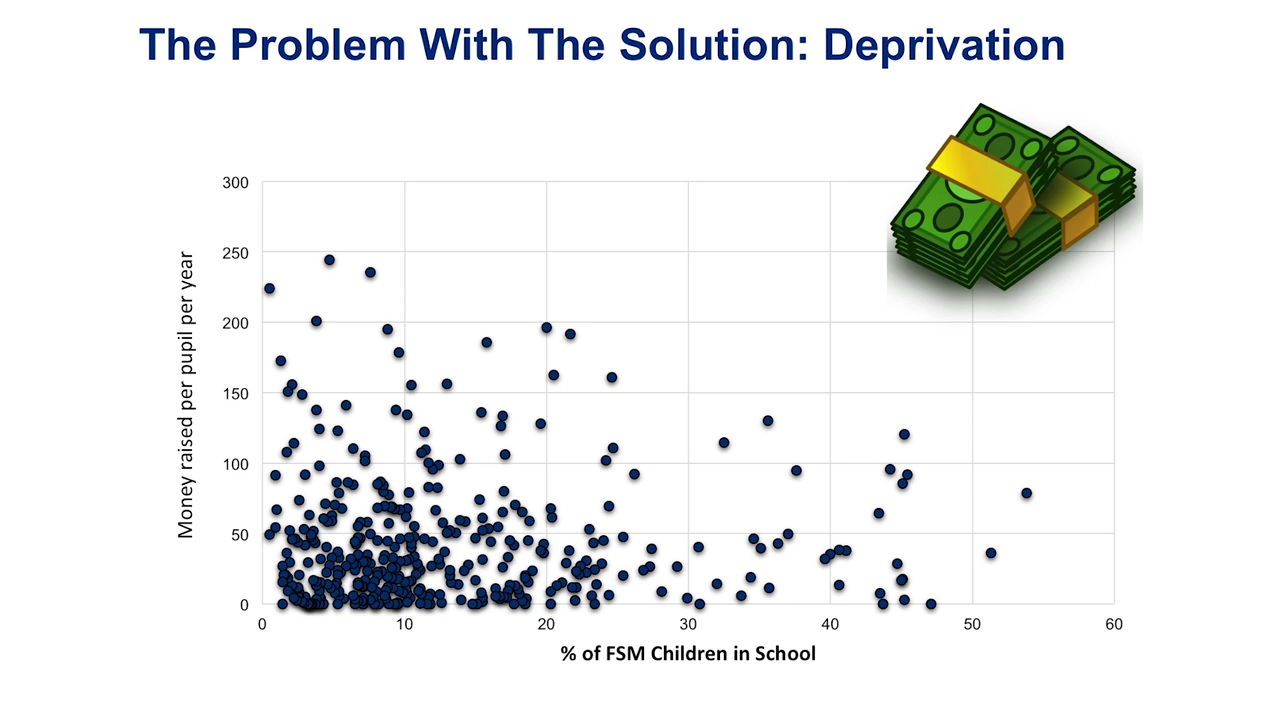 The Problem With The Solution: Deprivation
300
250
200
150
100
50
0
Money raised per pupil per year
0 10 20 30 40 50 60
% of FSM Children in School